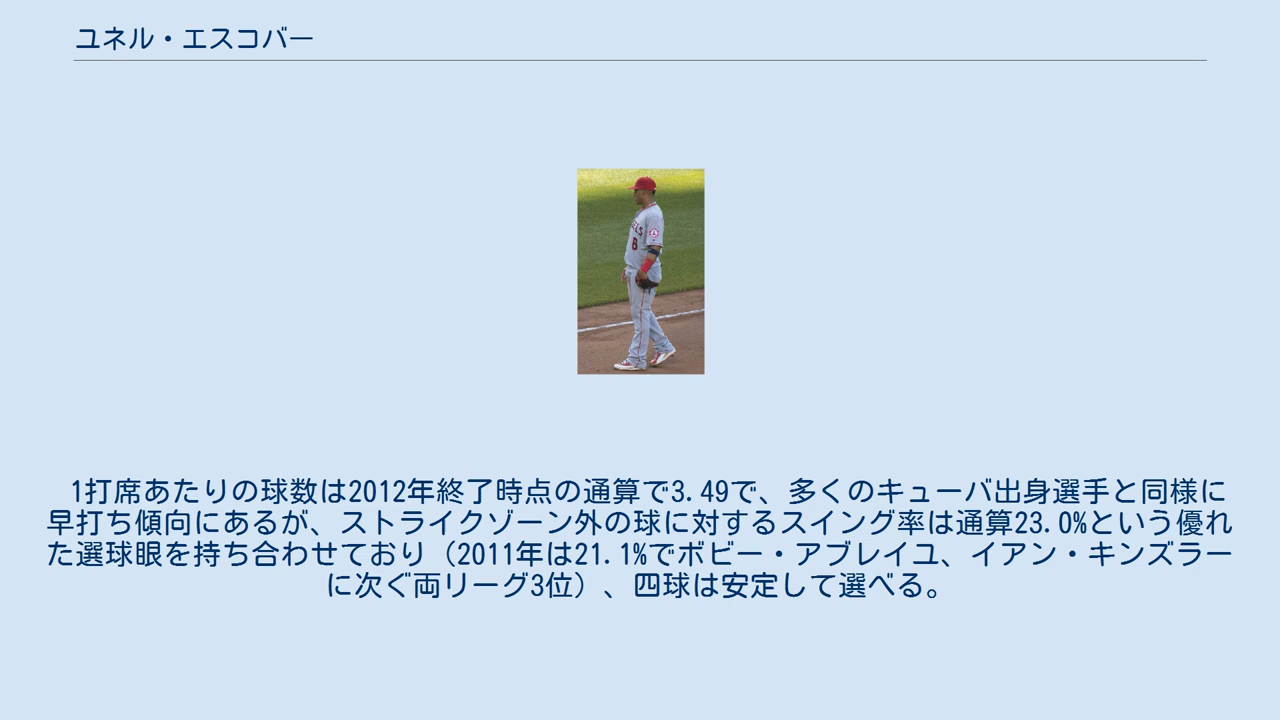 ユネル・エスコバー
ELS
6
1打席あたりの球数は2012年終了時点の通算で3.49で、多くのキューバ出身選手と同様に
早打ち傾向にあるが、ストライクゾーン外の球に対するスイング率は通算23.0%という優れ
た選球眼を持ち合わせており（2011年は21.1%でボビー・アブレイユ、イアン・キンズラー
に次ぐ両リーグ3位）、四球は安定して選べる。